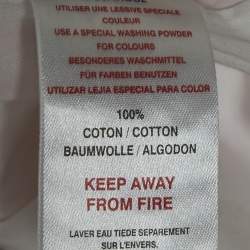 UTILISER UNE LESSIVE SPECIALE
COULEUR
USE A SPECIAL WASHING POWDER
FOR COLOURS
BESONDERES WASCHMITTEL
FÜR FARBEN BENUTZEN
UTILIZAR LEJIA ESPECIAL PARA COLOR
100%
COTON / COTTON
BAUMWOLLE / ALGODON
KEEP AWAY
FROM FIRE
LAVER EAU TIEDE SEPAREMENT
SUR L'ENVERS.